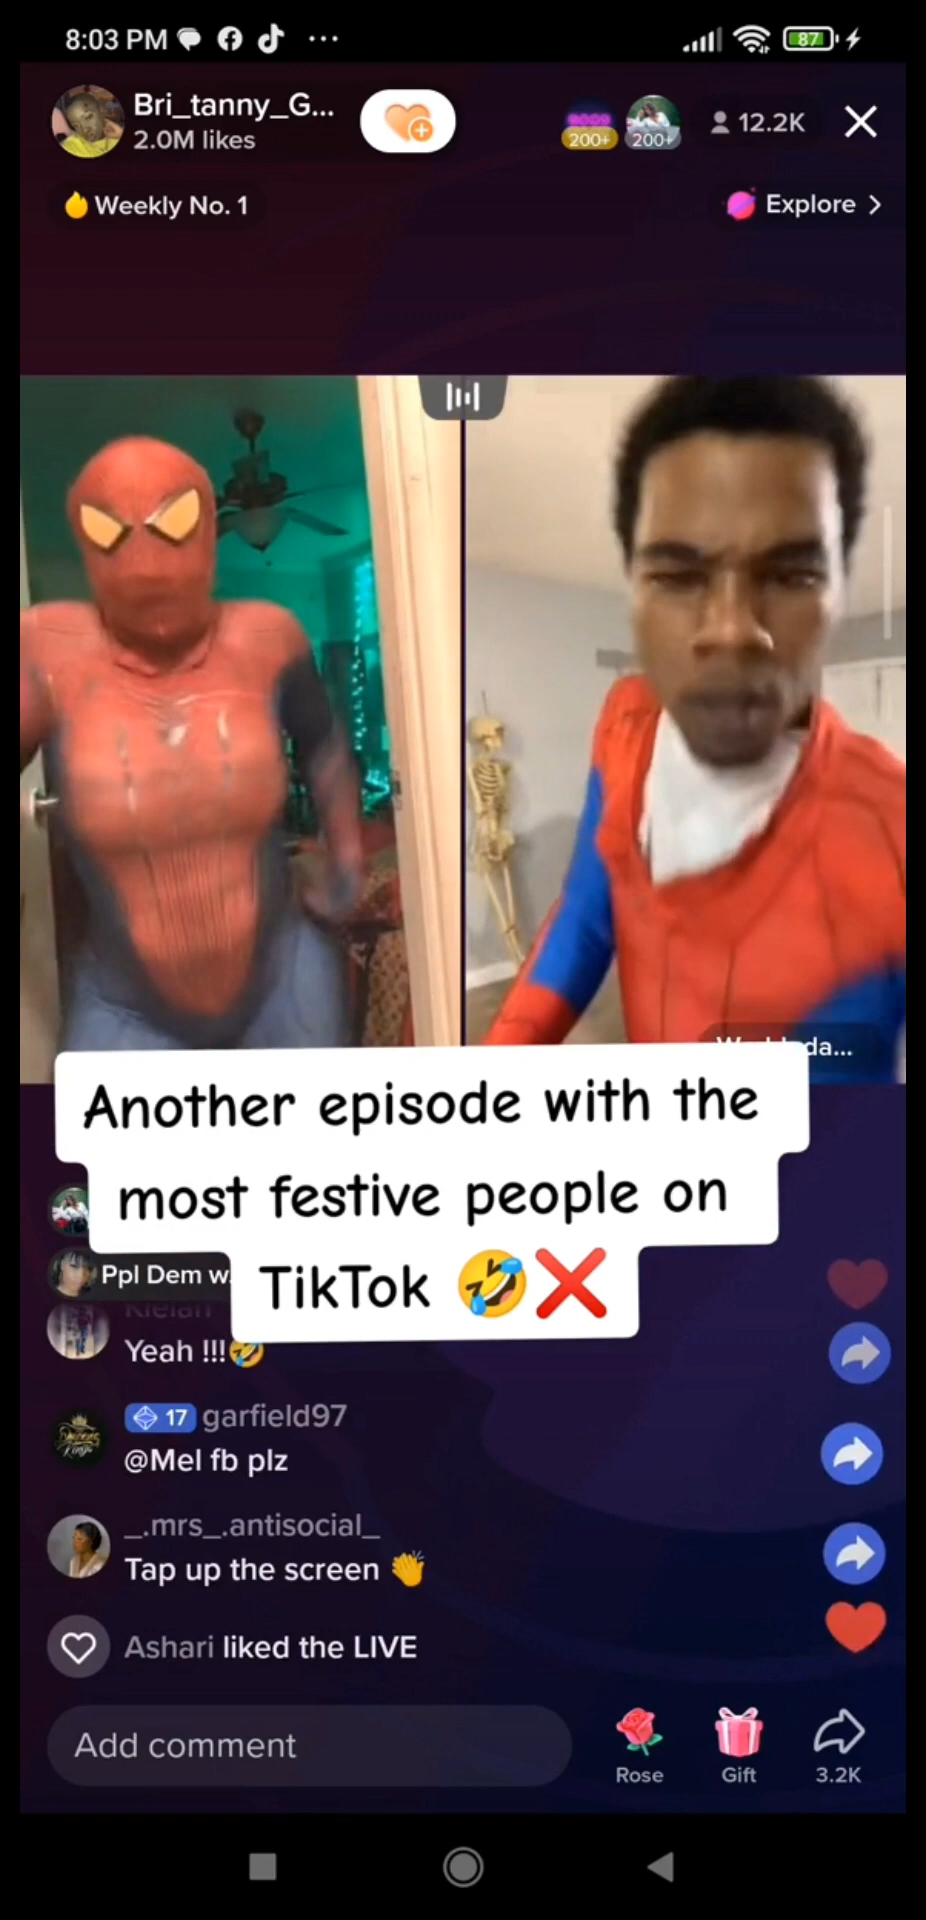 8:03 PM
87
Bri_tanny_G...
2.0M likes
200+
200+
12.2K
Weekly No. 1
Explore >
da...
Another episode with the
most festive people on
TikTok 🤣❌
Ppl Dem w
Yeah !!!🤣
17 garfield97
@Mel fb plz
_.mrs_.antisocial_
Tap up the screen 👏
Ashari liked the LIVE
Add comment
Rose
Gift
3.2K